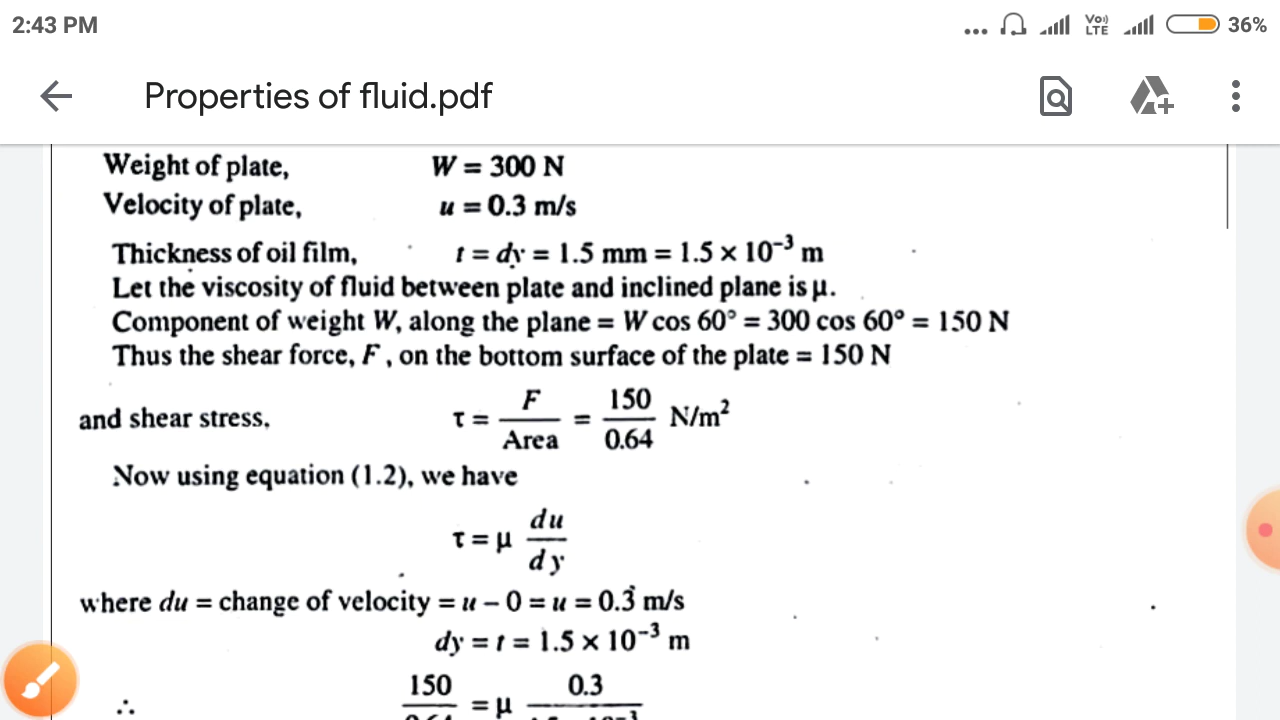 2:43 PM
... Vo)) LTE 36%
Properties of fluid.pdf
Weight of plate, W = 300 N
Velocity of plate, u = 0.3 m/s
Thickness of oil film, t = dy = 1.5 mm = 1.5 × 10⁻³ m
Let the viscosity of fluid between plate and inclined plane is μ.
Component of weight W, along the plane = W cos 60° = 300 cos 60° = 150 N
Thus the shear force, F, on the bottom surface of the plate = 150 N
and shear stress, τ = F / Area = 150 / 0.64 N/m²
Now using equation (1.2), we have
τ = μ du / dy
where du = change of velocity = u – 0 = u = 0.3 m/s
dy = t = 1.5 × 10⁻³ m
∴ 150 / = μ 0.3 /